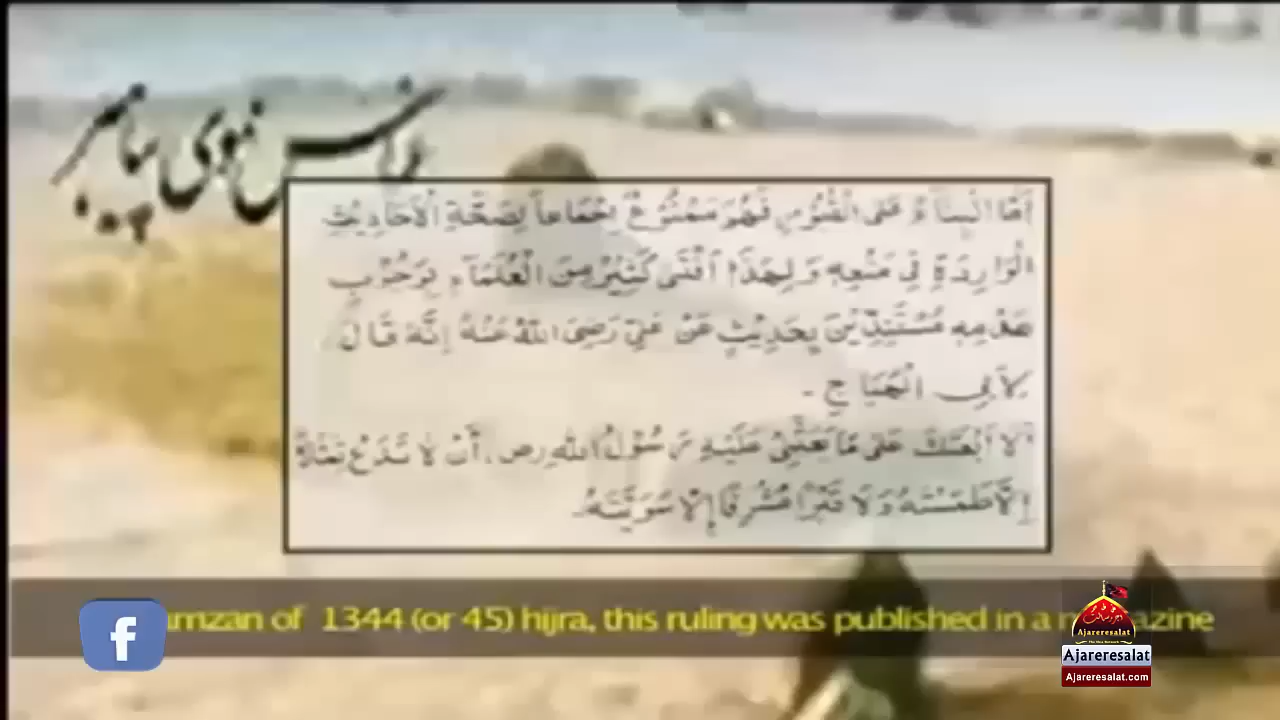 أَمَّا الْبِنَاءُ عَلَى الْقُبُورِ فَهُوَ مَمْنُوعٌ إِجْمَاعاً لِصِحَّةِ الْأَحَادِيثِ
الْوَارِدَةِ فِي مَنْعِهِ وَلِهَذَا أَفْتَى كَثِيرٌ مِنَ الْعُلَمَاءِ بِوُجُوبِ
هَدْمِهِ مُسْتَنِدِينَ بِحَدِيثِ عَنْ عَلِيٍّ رَضِيَ اللهُ عَنْهُ إِنَّهُ قَالَ
لِأَبِي الْهَيَّاجِ -
أَلَا أَبْعَثُكَ عَلَى مَا بَعَثَنِي عَلَيْهِ رَسُولُ اللهِ (ص) أَنْ لَا تَدَعَ تِمْثَالاً
إِلَّا طَمَسْتَهُ وَلَا قَبْراً مُشْرِفاً إِلَّا سَوَّيْتَهُ.
amzan of 1344 (or 45) hijra, this ruling was published in a
f
Ajareresalat
Ajareresalat
Ajareresalat.com